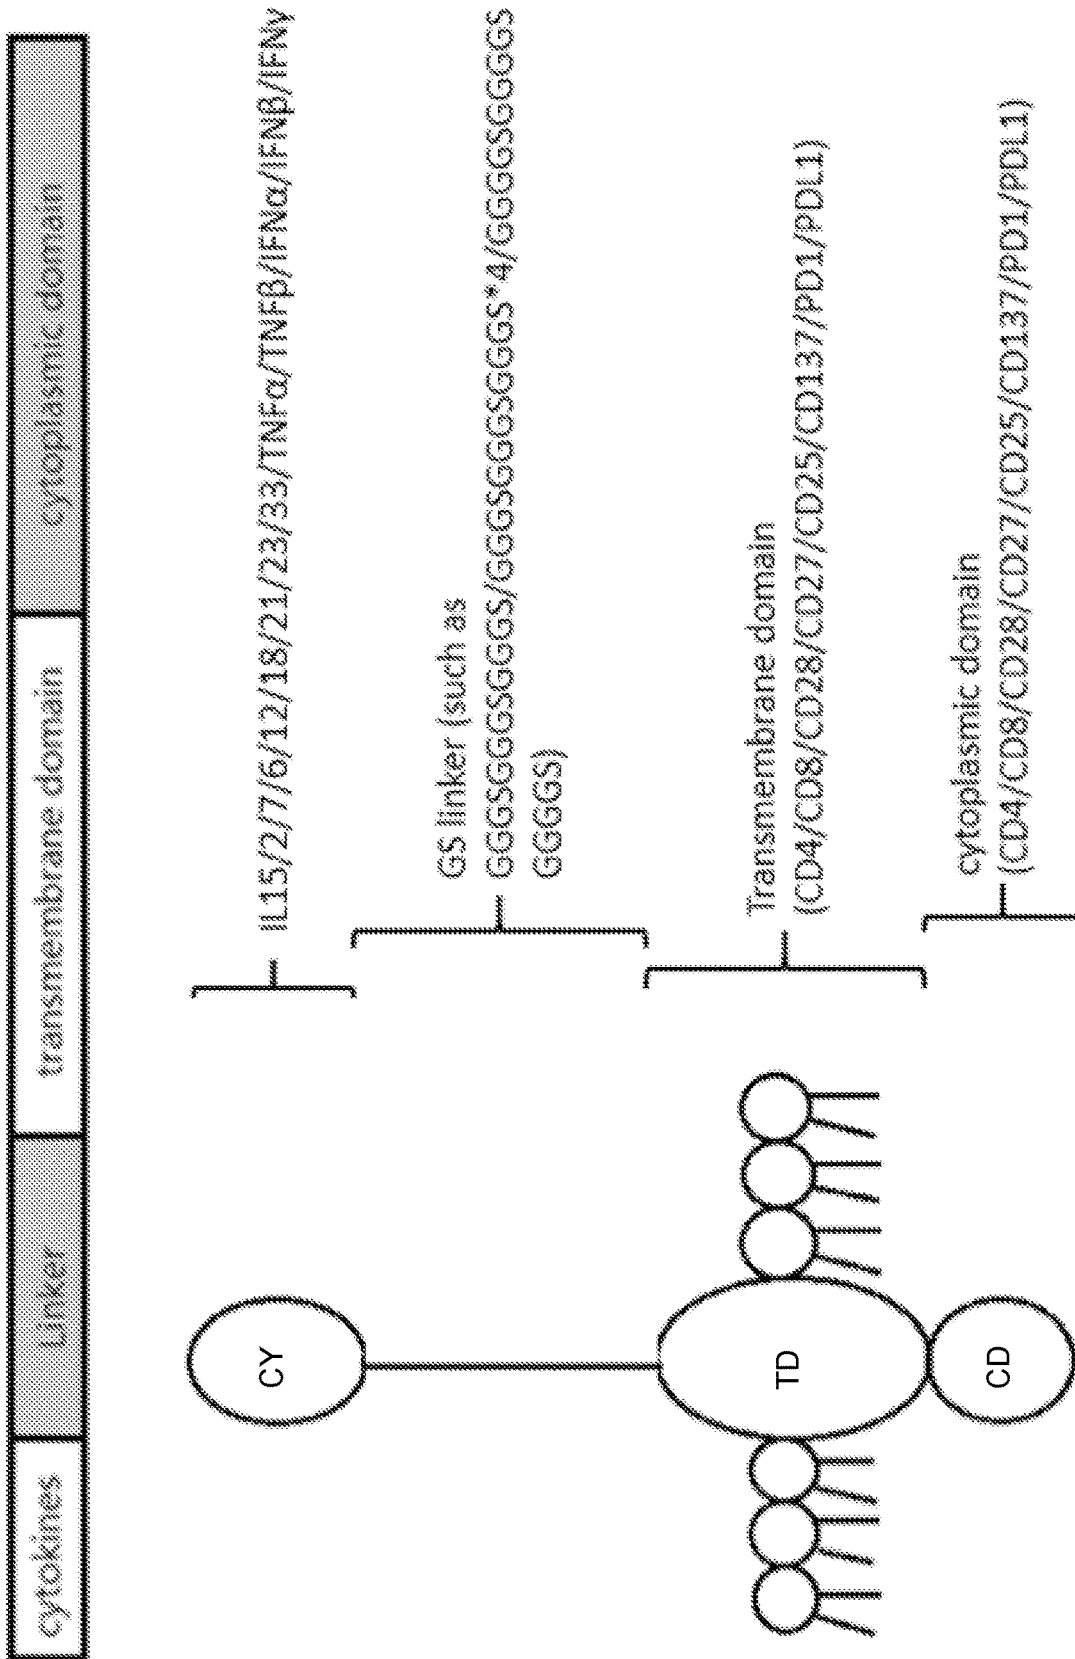 cytokines
Linker
transmembrane domain
cytoplasmic domain
CY
IL15/2/7/6/12/18/21/23/33/TNFα/TNFβ/IFNα/IFNβ/IFNγ
GS linker (such as
GGGSGGGSGGGS/GGGSGGGSGGGS*4/GGGGSGGGGS
GGGGS)
TD
Transmembrane domain
(CD4/CD8/CD28/CD27/CD25/CD137/PD1/PDL1)
CD
cytoplasmic domain
(CD4/CD8/CD28/CD27/CD25/CD137/PD1/PDL1)